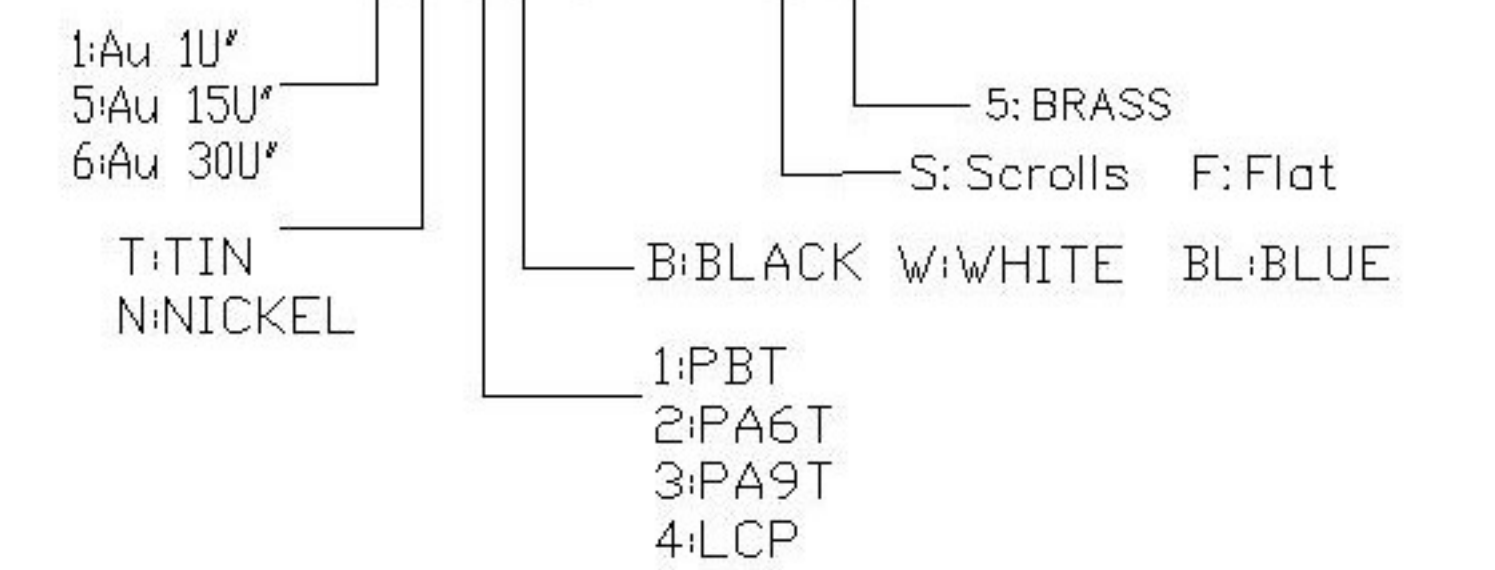 1:Au 1U"
5:Au 15U"
6:Au 30U"
5: BRASS
S: Scrolls F: Flat
T:TIN
N:NICKEL
B:BLACK W:WHITE BL:BLUE
1:PBT
2:PA6T
3:PA9T
4:LCP